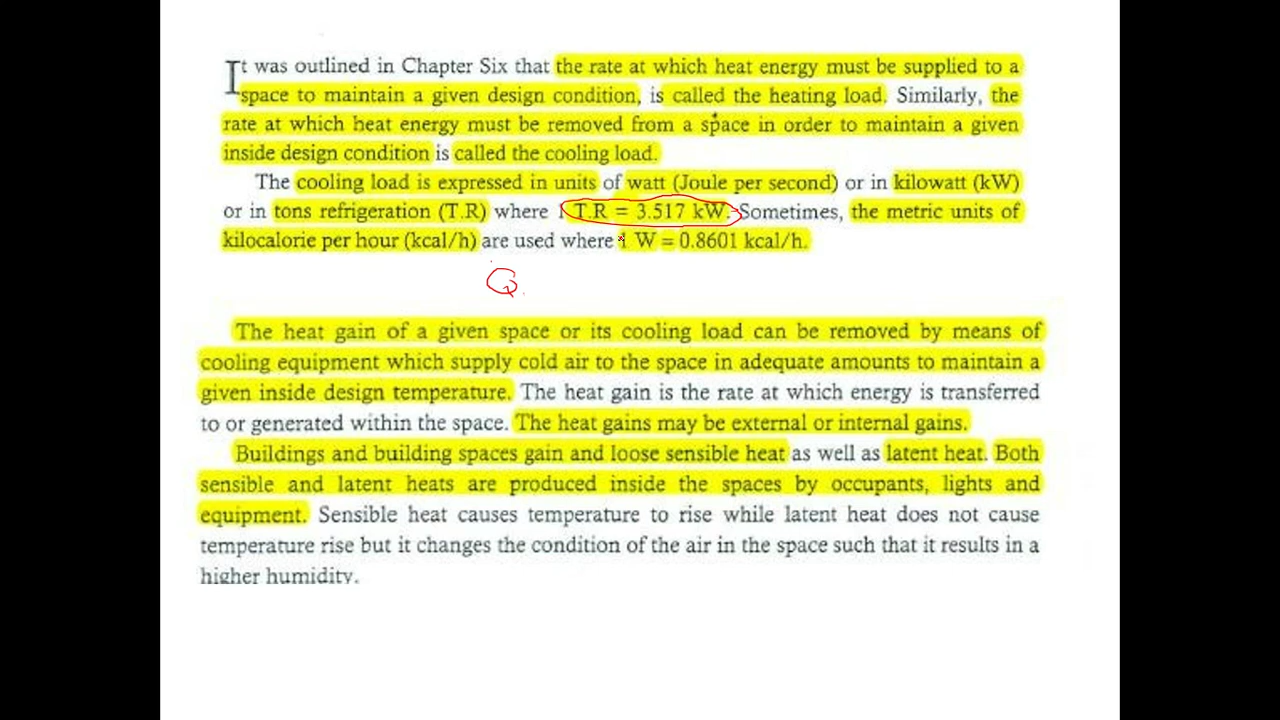 It was outlined in Chapter Six that the rate at which heat energy must be supplied to a
space to maintain a given design condition, is called the heating load. Similarly, the
rate at which heat energy must be removed from a space in order to maintain a given
inside design condition is called the cooling load.
The cooling load is expressed in units of watt (Joule per second) or in kilowatt (kW)
or in tons refrigeration (T.R) where 1 T.R = 3.517 kW. Sometimes, the metric units of
kilocalorie per hour (kcal/h) are used where 1 W = 0.8601 kcal/h.
Q
The heat gain of a given space or its cooling load can be removed by means of
cooling equipment which supply cold air to the space in adequate amounts to maintain a
given inside design temperature. The heat gain is the rate at which energy is transferred
to or generated within the space. The heat gains may be external or internal gains.
Buildings and building spaces gain and loose sensible heat as well as latent heat. Both
sensible and latent heats are produced inside the spaces by occupants, lights and
equipment. Sensible heat causes temperature to rise while latent heat does not cause
temperature rise but it changes the condition of the air in the space such that it results in a
higher humidity.